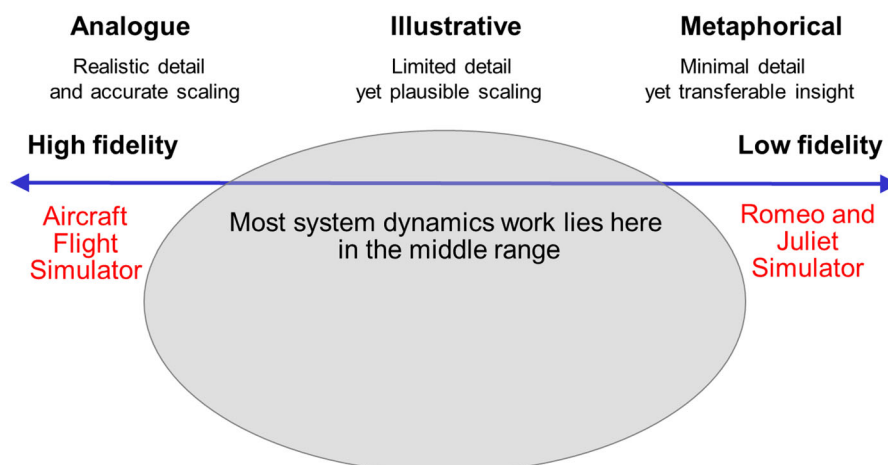 Analogue
Realistic detail
and accurate scaling
Illustrative
Limited detail
yet plausible scaling
Metaphorical
Minimal detail
yet transferable insight
High fidelity
Low fidelity
Aircraft
Flight
Simulator
Most system dynamics work lies here
in the middle range
Romeo and
Juliet
Simulator